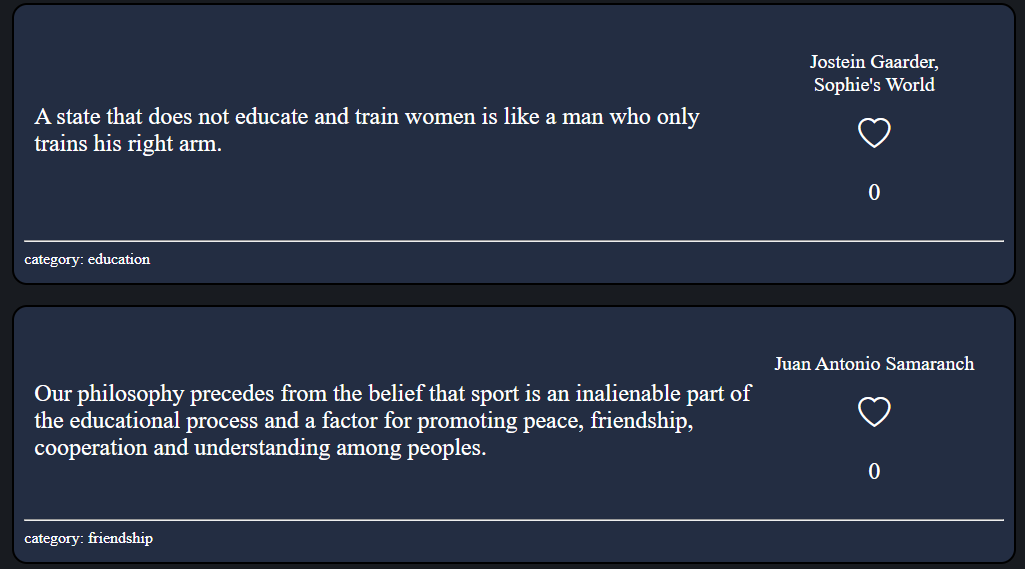 A state that does not educate and train women is like a man who only
trains his right arm.
Jostein Gaarder,
Sophie's World
0
category: education
Our philosophy precedes from the belief that sport is an inalienable part of
the educational process and a factor for promoting peace, friendship,
cooperation and understanding among peoples.
Juan Antonio Samaranch
0
category: friendship